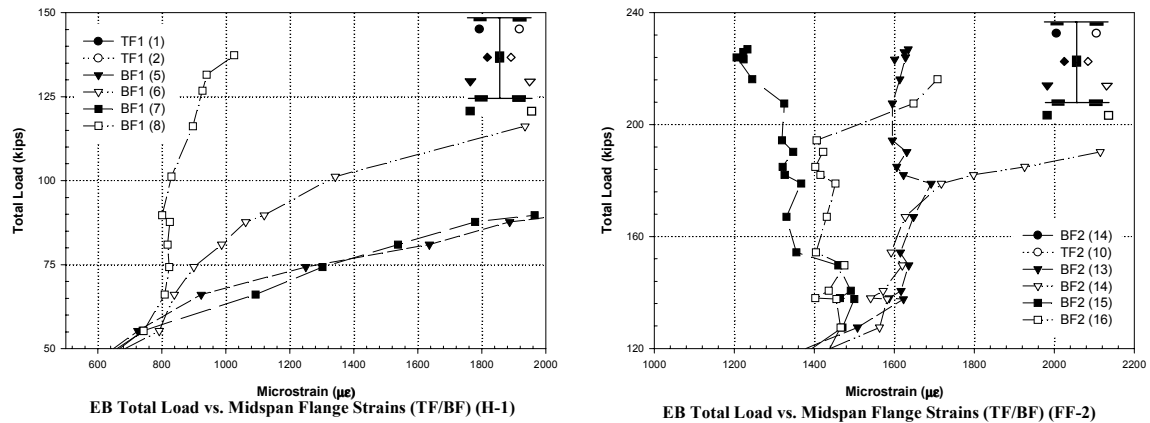 150
125
100
75
50
Total Load (kips)
TF1 (1)
TF1 (2)
BF1 (5)
BF1 (6)
BF1 (7)
BF1 (8)
600 800 1000 1200 1400 1600 1800 2000
Microstrain (με)
EB Total Load vs. Midspan Flange Strains (TF/BF) (H-1)
240
200
160
120
Total Load (kips)
BF2 (14)
TF2 (10)
BF2 (13)
BF2 (14)
BF2 (15)
BF2 (16)
1000 1200 1400 1600 1800 2000 2200
Microstrain (με)
EB Total Load vs. Midspan Flange Strains (TF/BF) (FF-2)